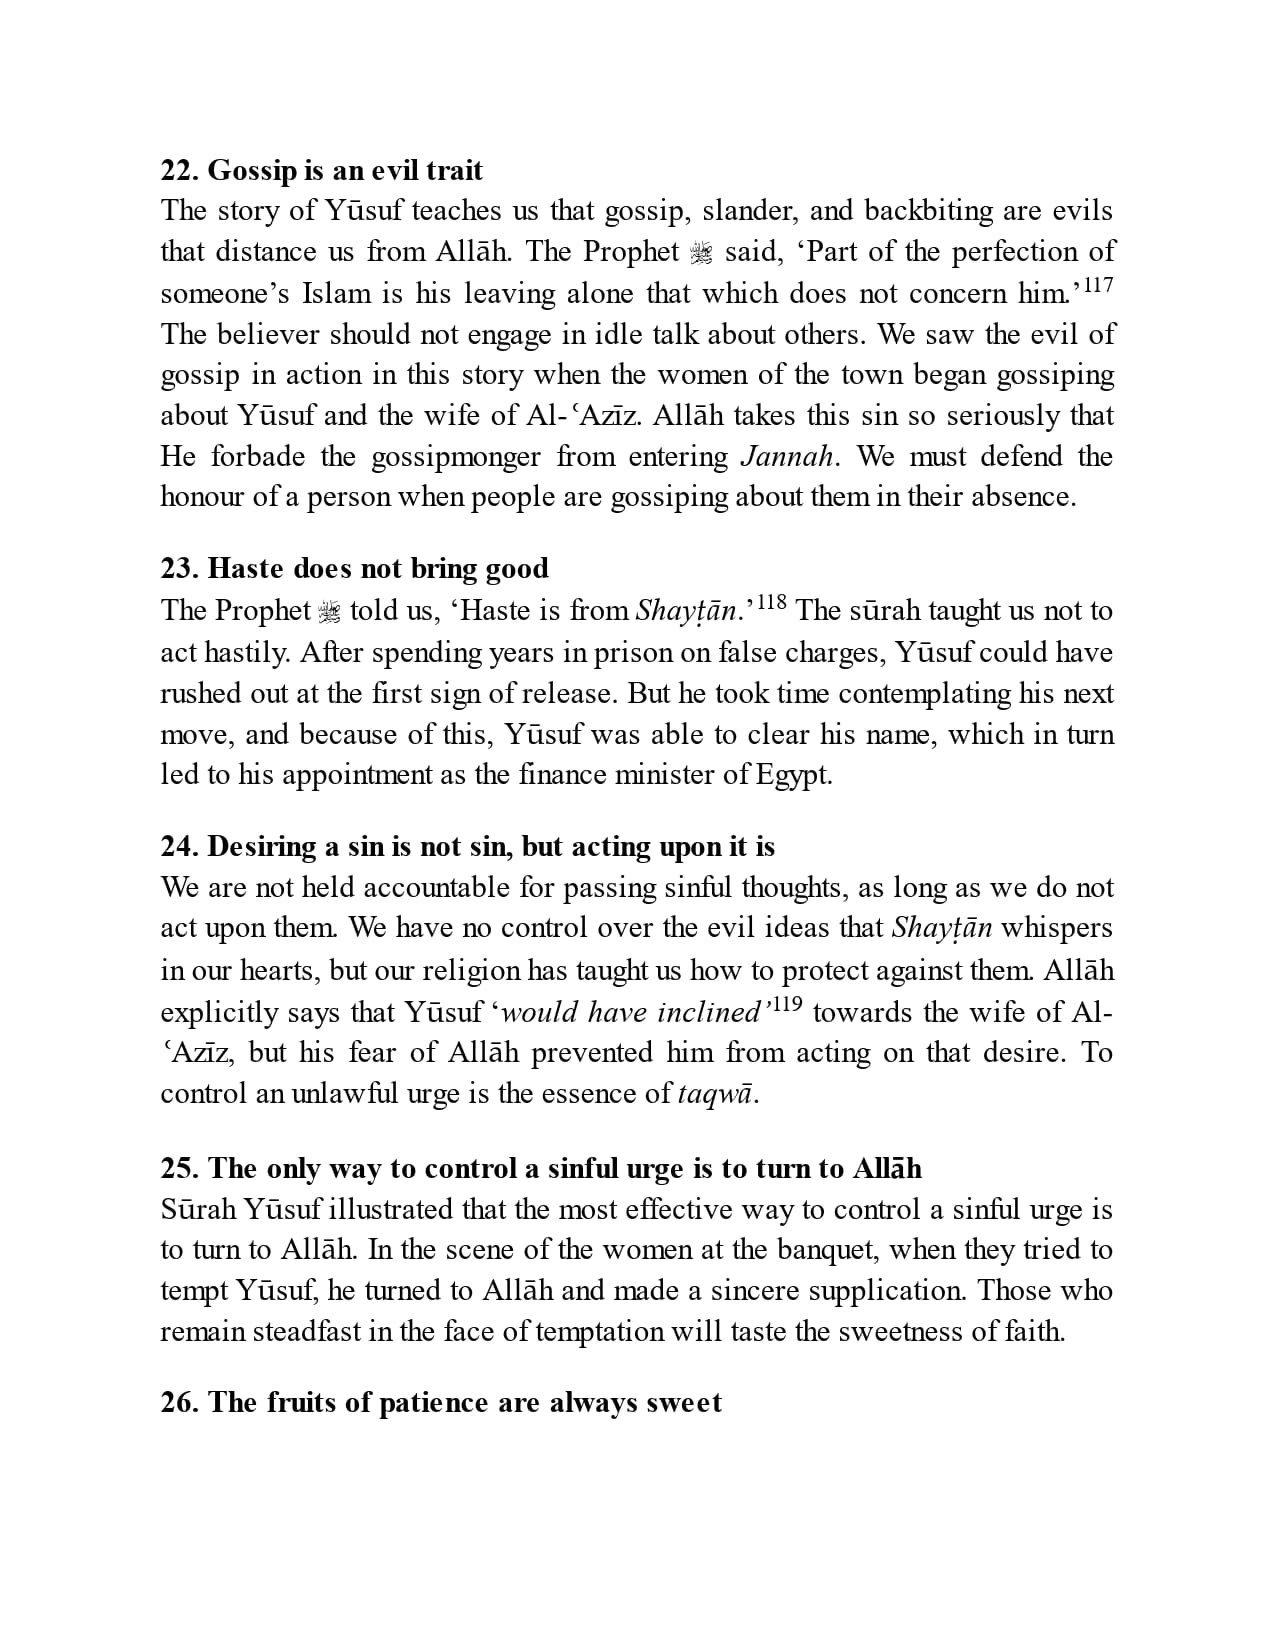 22. Gossip is an evil trait
The story of Yūsuf teaches us that gossip, slander, and backbiting are evils
that distance us from Allāh. The Prophet ﷺ said, ‘Part of the perfection of
someone’s Islam is his leaving alone that which does not concern him.’117
The believer should not engage in idle talk about others. We saw the evil of
gossip in action in this story when the women of the town began gossiping
about Yūsuf and the wife of Al-ʿAzīz. Allāh takes this sin so seriously that
He forbade the gossipmonger from entering Jannah. We must defend the
honour of a person when people are gossiping about them in their absence.
23. Haste does not bring good
The Prophet ﷺ told us, ‘Haste is from Shayṭān.’118 The sūrah taught us not to
act hastily. After spending years in prison on false charges, Yūsuf could have
rushed out at the first sign of release. But he took time contemplating his next
move, and because of this, Yūsuf was able to clear his name, which in turn
led to his appointment as the finance minister of Egypt.
24. Desiring a sin is not sin, but acting upon it is
We are not held accountable for passing sinful thoughts, as long as we do not
act upon them. We have no control over the evil ideas that Shayṭān whispers
in our hearts, but our religion has taught us how to protect against them. Allāh
explicitly says that Yūsuf ‘would have inclined’119 towards the wife of Al-
ʿAzīz, but his fear of Allāh prevented him from acting on that desire. To
control an unlawful urge is the essence of taqwā.
25. The only way to control a sinful urge is to turn to Allāh
Sūrah Yūsuf illustrated that the most effective way to control a sinful urge is
to turn to Allāh. In the scene of the women at the banquet, when they tried to
tempt Yūsuf, he turned to Allāh and made a sincere supplication. Those who
remain steadfast in the face of temptation will taste the sweetness of faith.
26. The fruits of patience are always sweet